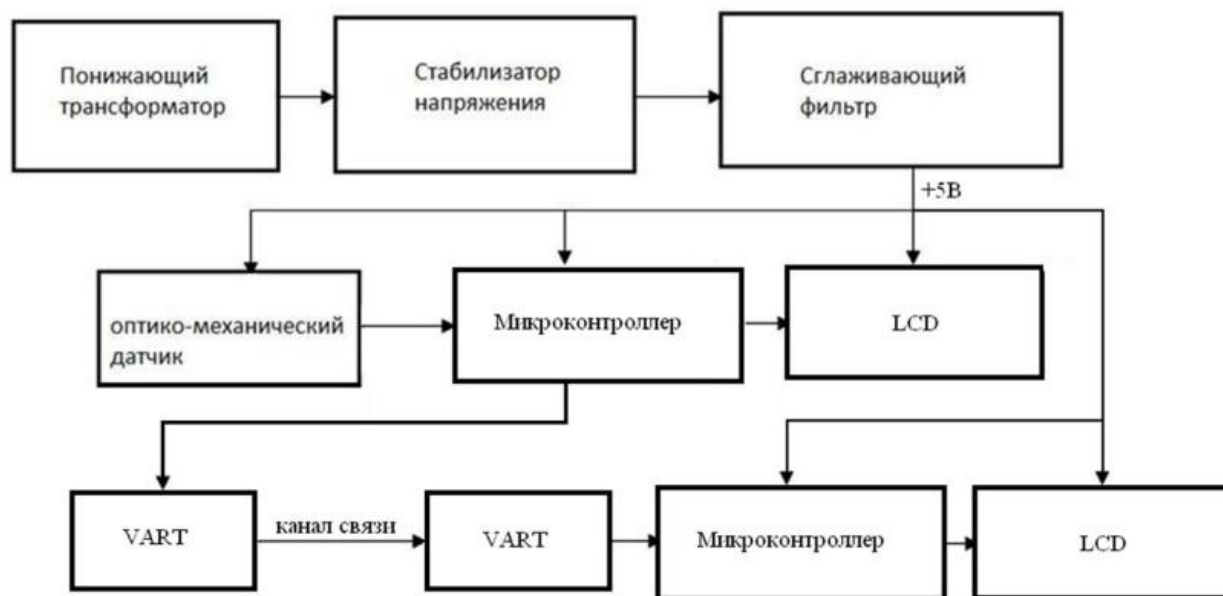 Понижающий
трансформатор
Стабилизатор
напряжения
Сглаживающий
фильтр
+5В
оптико-механический
датчик
Микроконтроллер
LCD
VART
канал связи
VART
Микроконтроллер
LCD